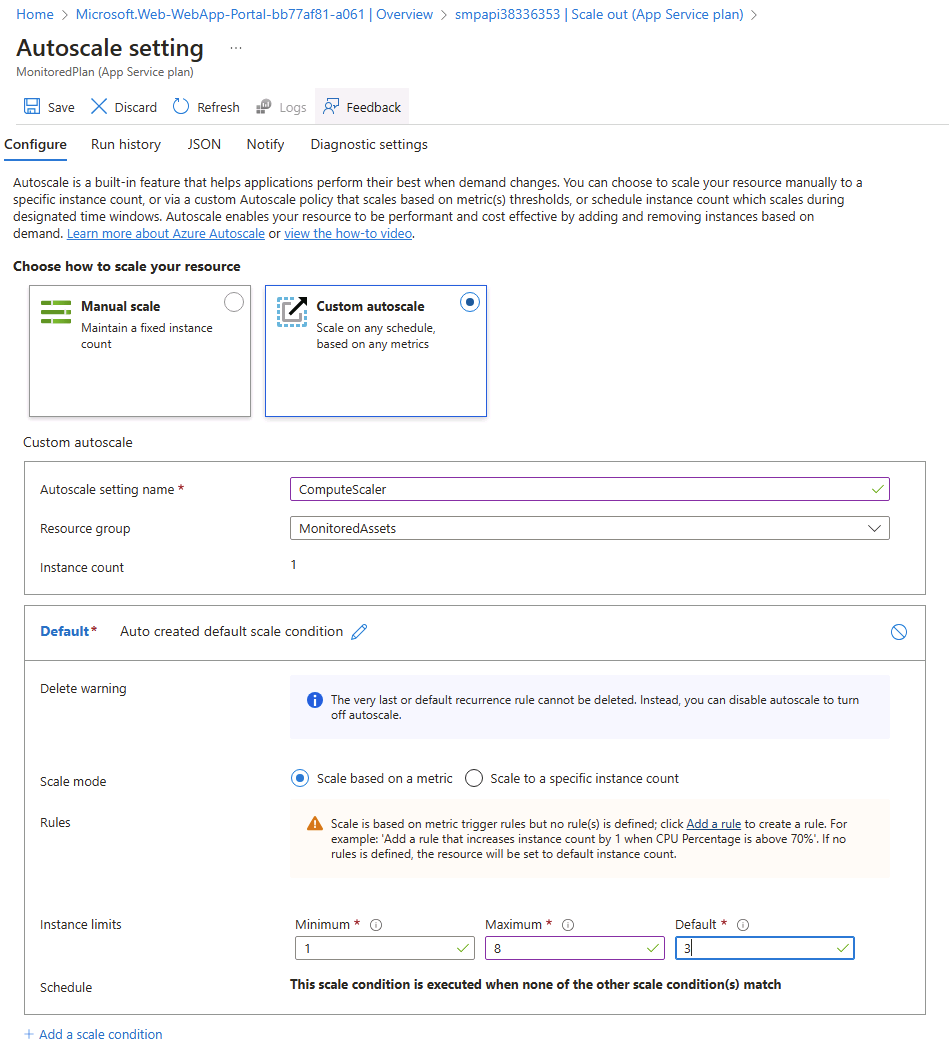 Home > Microsoft.Web-WebApp-Portal-bb77af81-a061 | Overview > smpapi38336353 | Scale out (App Service plan) >
Autoscale setting ...
MonitoredPlan (App Service plan)
Save Discard Refresh Logs Feedback
Configure Run history JSON Notify Diagnostic settings
Autoscale is a built-in feature that helps applications perform their best when demand changes. You can choose to scale your resource manually to a
specific instance count, or via a custom Autoscale policy that scales based on metric(s) thresholds, or schedule instance count which scales during
designated time windows. Autoscale enables your resource to be performant and cost effective by adding and removing instances based on
demand. Learn more about Azure Autoscale or view the how-to video.
Choose how to scale your resource
Manual scale
Maintain a fixed instance
count
Custom autoscale
Scale on any schedule,
based on any metrics
Custom autoscale
Autoscale setting name * ComputeScaler
Resource group MonitoredAssets
Instance count 1
Default* Auto created default scale condition
Delete warning
The very last or default recurrence rule cannot be deleted. Instead, you can disable autoscale to turn
off autoscale.
Scale mode Scale based on a metric Scale to a specific instance count
Rules
Scale is based on metric trigger rules but no rule(s) is defined; click Add a rule to create a rule. For
example: 'Add a rule that increases instance count by 1 when CPU Percentage is above 70%'. If no
rules is defined, the resource will be set to default instance count.
Instance limits Minimum * Maximum * Default *
1 8 3
Schedule This scale condition is executed when none of the other scale condition(s) match
+ Add a scale condition